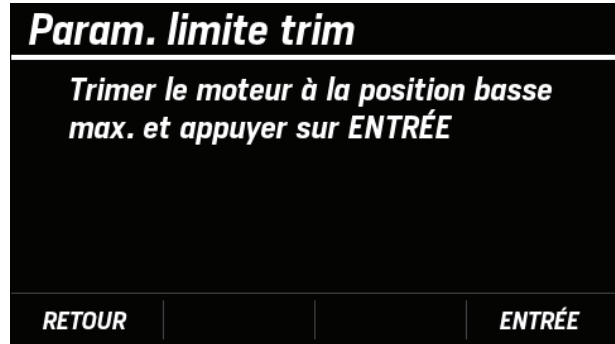 Param. limite trim
Trimer le moteur à la position basse
max. et appuyer sur ENTRÉE
RETOUR
ENTRÉE